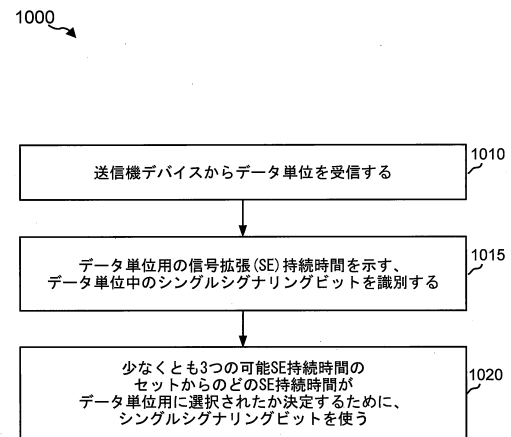 1000
送信機デバイスからデータ単位を受信する
1010
データ単位用の信号拡張(SE)持続時間を示す、
データ単位中のシングルシグナリングビットを識別する
1015
少なくとも3つの可能SE持続時間の
セットからのどのSE持続時間が
データ単位用に選択されたか決定するために、
シングルシグナリングビットを使う
1020